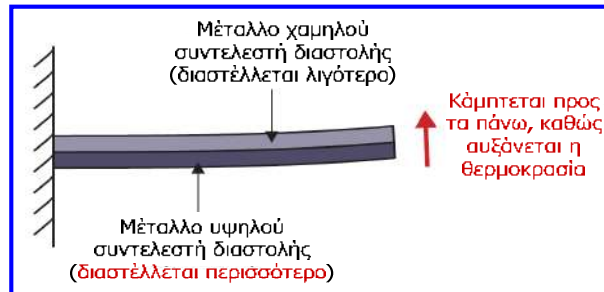 Μέταλλο χαμηλού
συντελεστή διαστολής
(διαστέλλεται λιγότερο)
Κάμπτεται προς
τα πάνω, καθώς
αυξάνεται η
θερμοκρασία
Μέταλλο υψηλού
συντελεστή διαστολής
(διαστέλλεται περισσότερο)